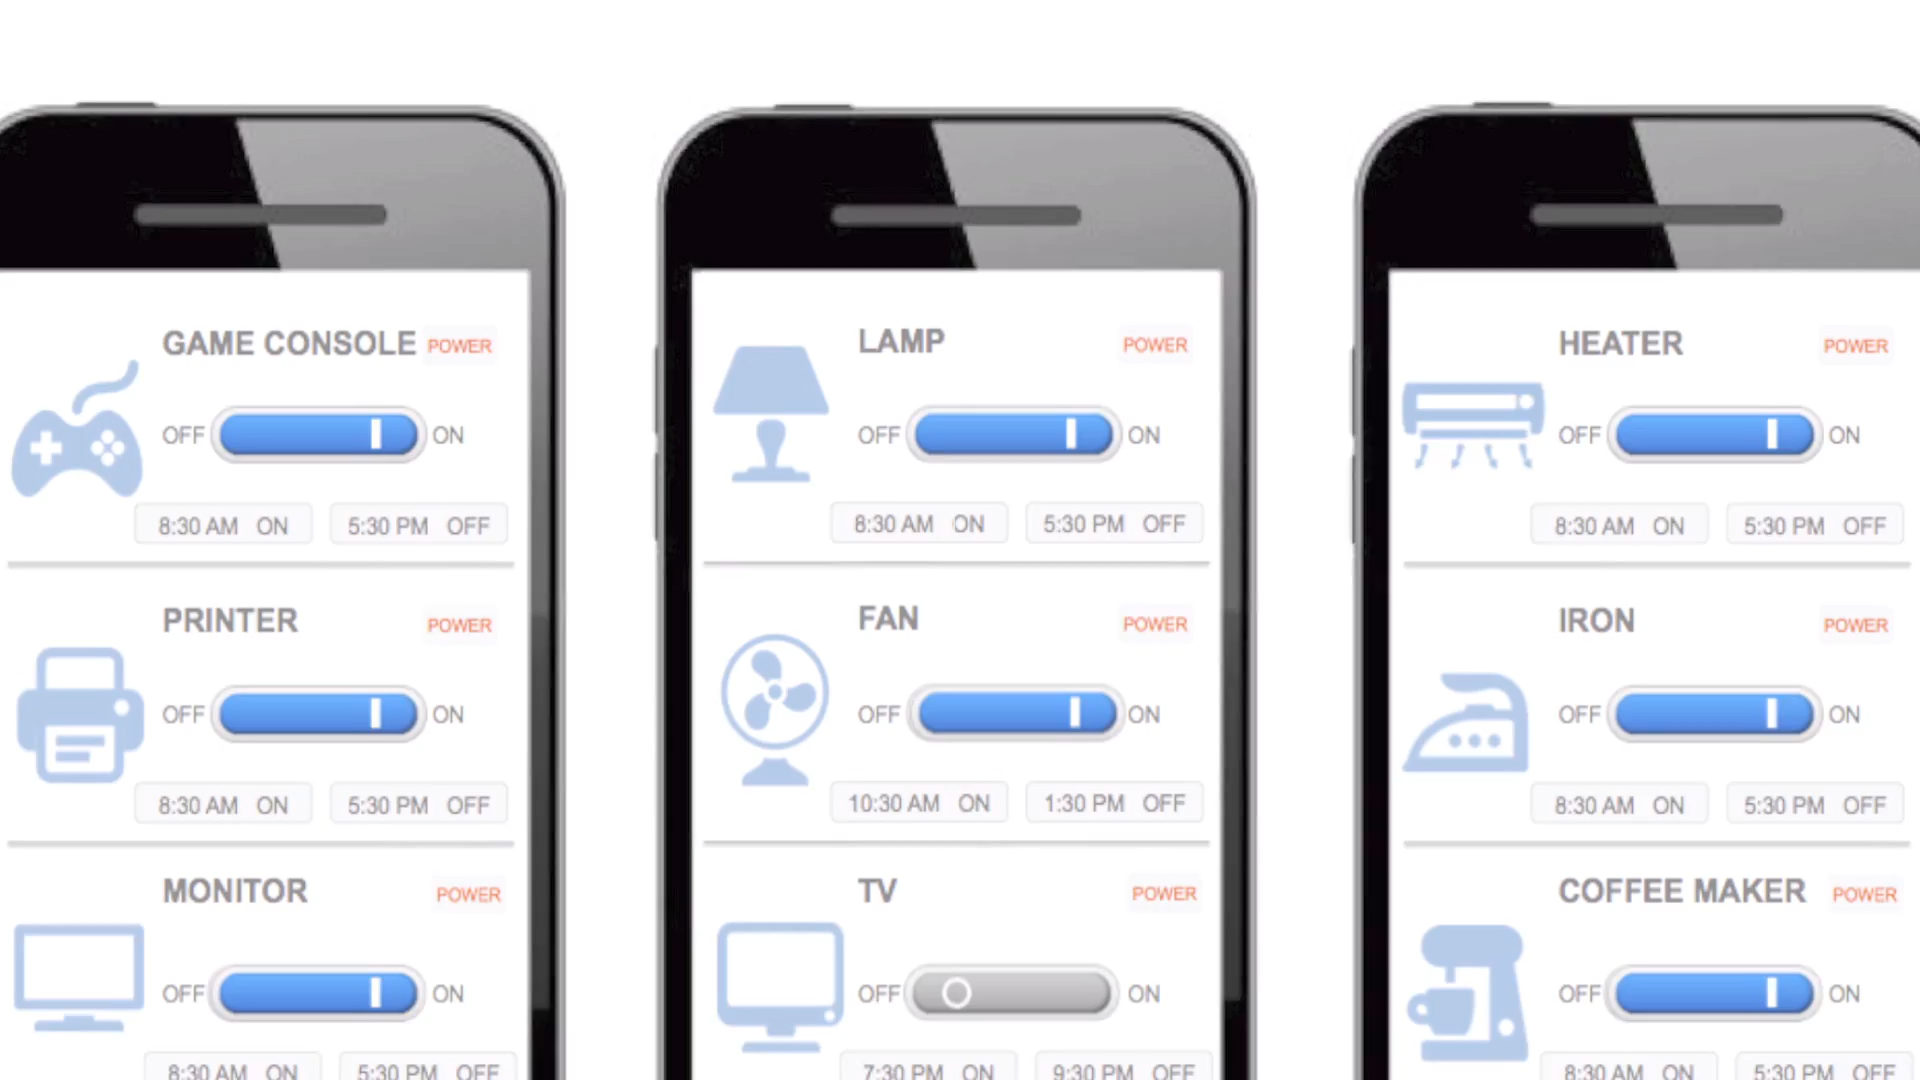 GAME CONSOLE POWER
OFF ON
8:30 AM ON 5:30 PM OFF
PRINTER POWER
OFF ON
8:30 AM ON 5:30 PM OFF
MONITOR POWER
OFF ON
8:30 AM ON 5:30 PM OFF
LAMP POWER
OFF ON
8:30 AM ON 5:30 PM OFF
FAN POWER
OFF ON
10:30 AM ON 1:30 PM OFF
TV POWER
OFF ON
7:30 PM ON 9:30 PM OFF
HEATER POWER
OFF ON
8:30 AM ON 5:30 PM OFF
IRON POWER
OFF ON
8:30 AM ON 5:30 PM OFF
COFFEE MAKER POWER
OFF ON
8:30 AM ON 5:30 PM OFF